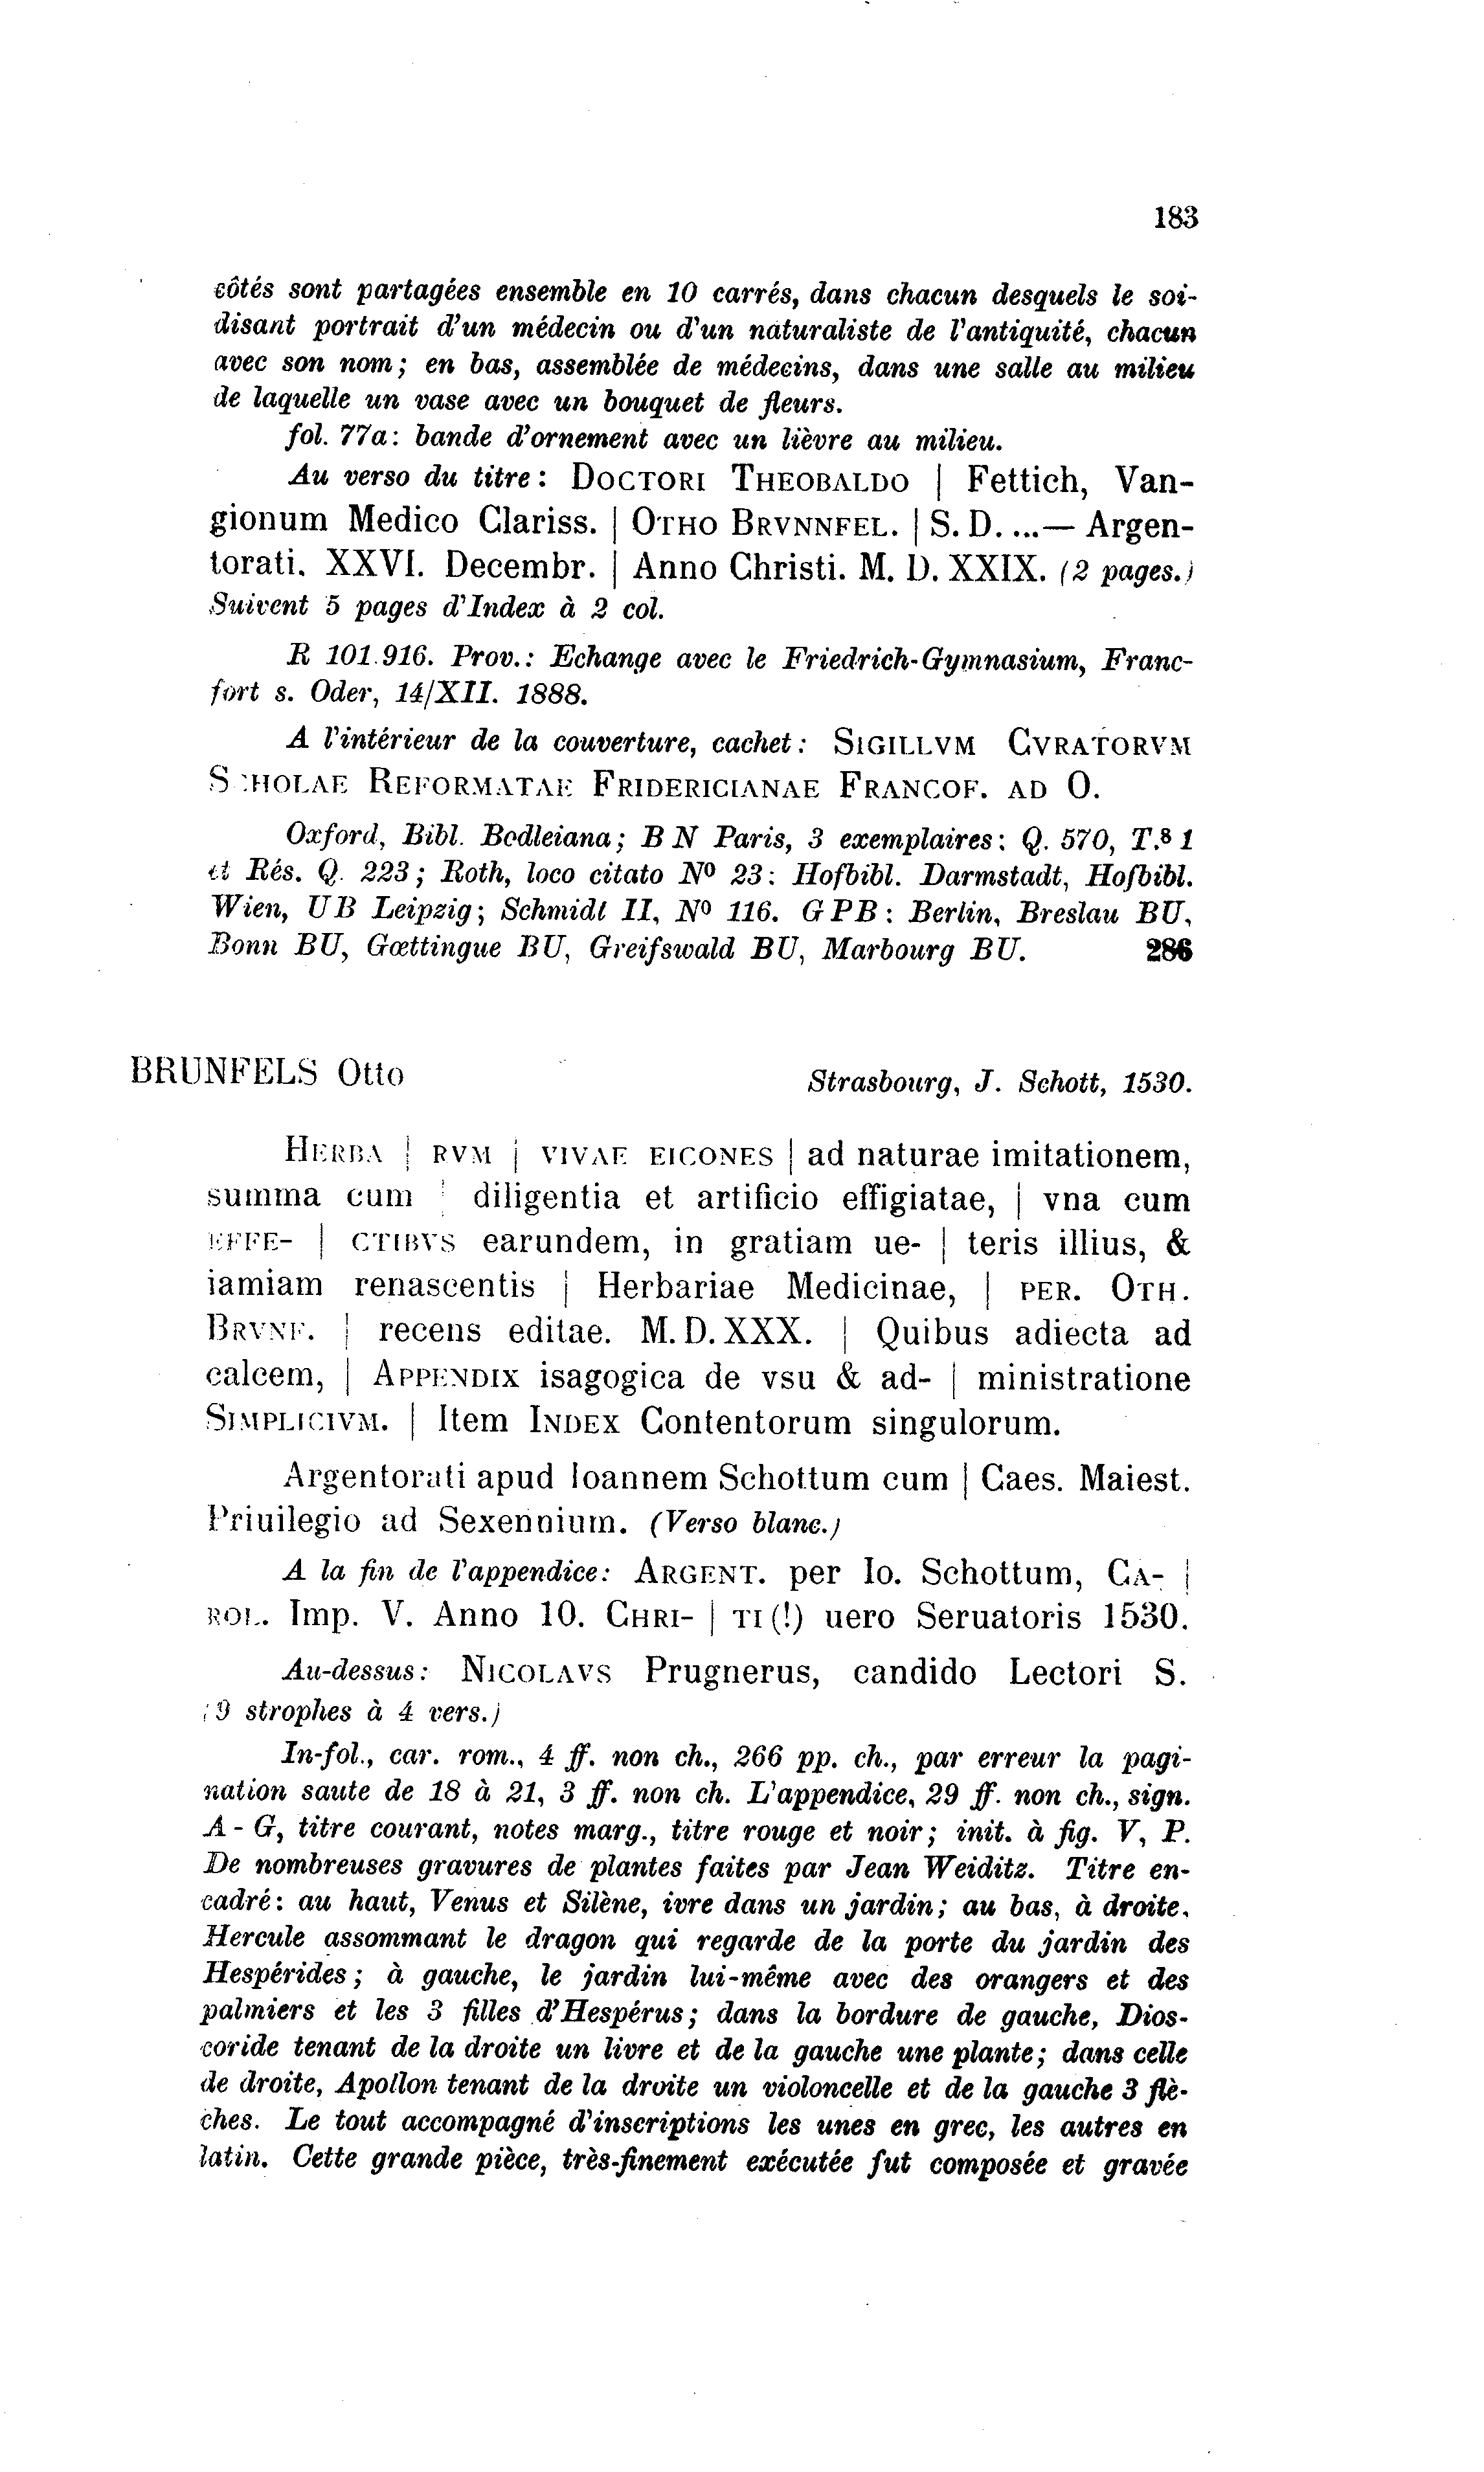 183
côtés sont partagées ensemble en 10 carrés, dans chacun desquels le soi-
disant portrait d'un médecin ou d'un naturaliste de l'antiquité, chacun
avec son nom; en bas, assemblée de médecins, dans une salle au milieu
de laquelle un vase avec un bouquet de fleurs.
fol. 77a: bande d'ornement avec un lièvre au milieu.
Au verso du titre: DOCTORI THEOBALDO | Fettich, Van-
gionum Medico Clariss. | OTHO BRVNNFEL. | S. D. ...— Argen-
torati. XXVI. Decembr. | Anno Christi. M. D. XXIX. (2 pages.)
Suivent 5 pages d'Index à 2 col.
R 101.916. Prov.: Echange avec le Friedrich-Gymnasium, Franc-
fort s. Oder, 14/XII. 1888.
A l'intérieur de la couverture, cachet: SIGILLVM CVRATORVM
SCHOLAE REFORMATAE FRIDERICIANAE FRANCOF. AD O.
Oxford, Bibl. Bodleiana; B N Paris, 3 exemplaires: Q. 570, T.8 1
et Rés. Q. 223; Roth, loco citato No 23: Hofbibl. Darmstadt, Hofbibl.
Wien, UB Leipzig; Schmidt II, No 116. GPB: Berlin, Breslau BU,
Bonn BU, Gœttingue BU, Greifswald BU, Marbourg BU. 286
BRUNFELS Otto
Strasbourg, J. Schott, 1530.
HERBA | RVM | VIVAE EICONES | ad naturae imitationem,
summa cum | diligentia et artificio effigiatae, | vna cum
EFFE- | CTIBVS earundem, in gratiam ue- | teris illius, &
iamiam renascentis | Herbariae Medicinae, | PER. OTH.
BRVNF. | recens editae. M. D. XXX. | Quibus adiecta ad
calcem, | APPENDIX isagogica de vsu & ad- | ministratione
SIMPLICIVM. | Item INDEX Contentorum singulorum.
Argentorati apud Ioannem Schottum cum | Caes. Maiest.
Priuilegio ad Sexennium. (Verso blanc.)
A la fin de l'appendice: ARGENT. per Io. Schottum, CA- |
ROL. Imp. V. Anno 10. CHRI- | TI (!) uero Seruatoris 1530.
Au-dessus: NICOLAVS Prugnerus, candido Lectori S.
(9 strophes à 4 vers.)
In-fol., car. rom., 4 ff. non ch., 266 pp. ch., par erreur la pagi-
nation saute de 18 à 21, 3 ff. non ch. L'appendice, 29 ff. non ch., sign.
A - G, titre courant, notes marg., titre rouge et noir; init. à fig. V, P.
De nombreuses gravures de plantes faites par Jean Weiditz. Titre en-
cadré: au haut, Venus et Silène, ivre dans un jardin; au bas, à droite,
Hercule assommant le dragon qui regarde de la porte du jardin des
Hespérides; à gauche, le jardin lui-même avec des orangers et des
palmiers et les 3 filles d'Hespérus; dans la bordure de gauche, Dios-
coride tenant de la droite un livre et de la gauche une plante; dans celle
de droite, Apollon tenant de la droite un violoncelle et de la gauche 3 flè-
ches. Le tout accompagné d'inscriptions les unes en grec, les autres en
latin. Cette grande pièce, très-finement exécutée fut composée et gravée